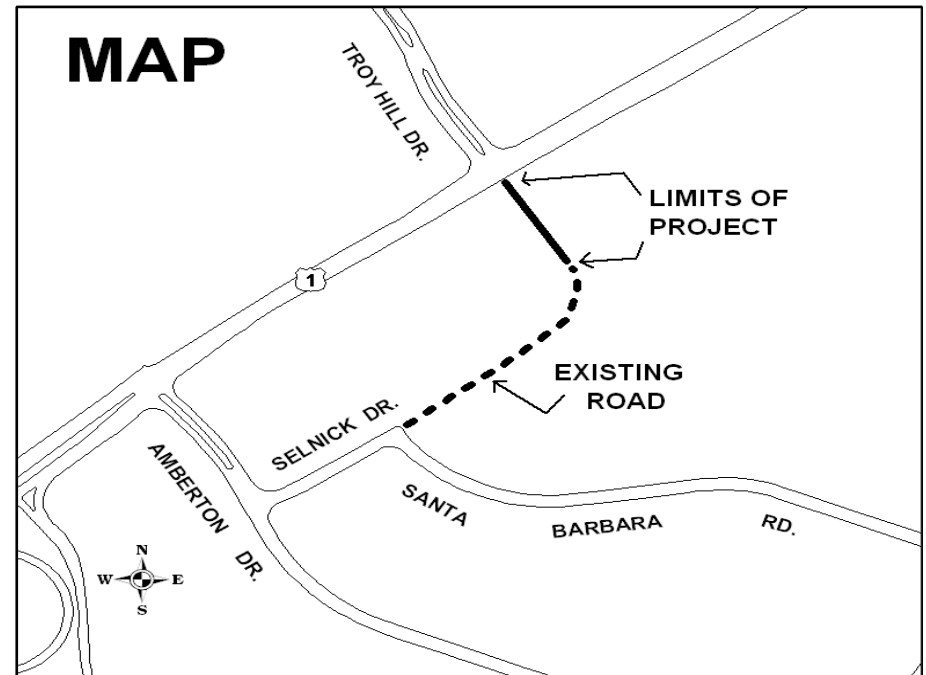 MAP
TROY HILL DR.
LIMITS OF
PROJECT
1
EXISTING
ROAD
SELNICK DR.
AMBERTON DR.
SANTA BARBARA RD.
N
W E
S